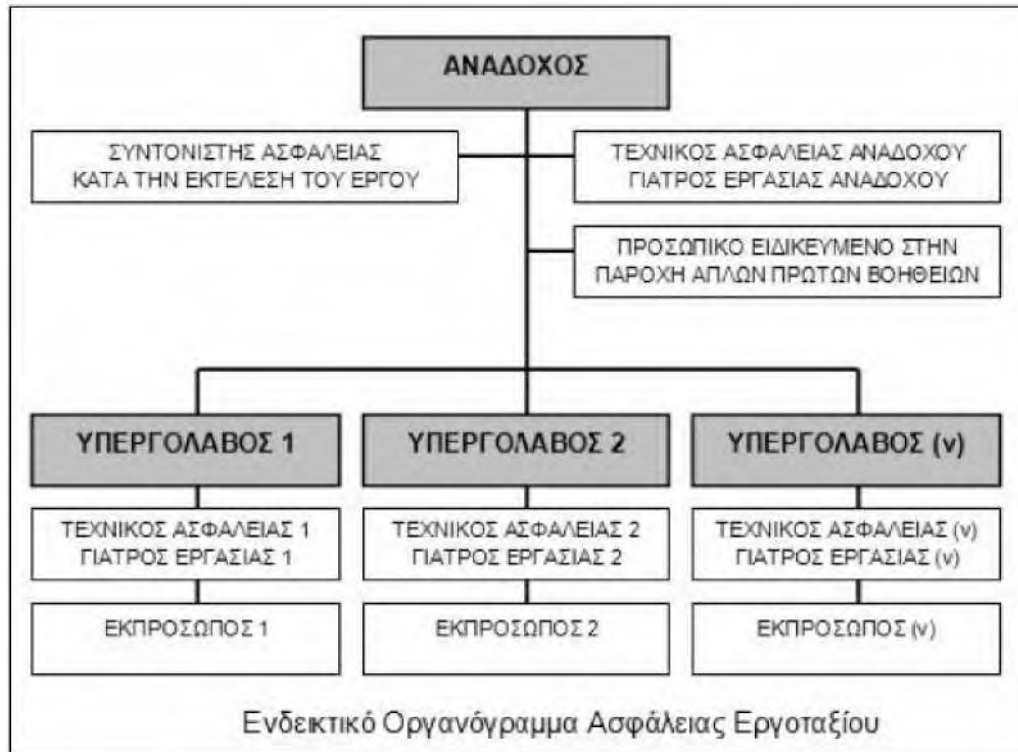 ΑΝΑΔΟΧΟΣ
ΣΥΝΤΟΝΙΣΤΗΣ ΑΣΦΑΛΕΙΑΣ
ΚΑΤΑ ΤΗΝ ΕΚΤΕΛΕΣΗ ΤΟΥ ΕΡΓΟΥ
ΤΕΧΝΙΚΟΣ ΑΣΦΑΛΕΙΑΣ ΑΝΑΔΟΧΟΥ
ΓΙΑΤΡΟΣ ΕΡΓΑΣΙΑΣ ΑΝΑΔΟΧΟΥ
ΠΡΟΣΩΠΙΚΟ ΕΙΔΙΚΕΥΜΕΝΟ ΣΤΗΝ
ΠΑΡΟΧΗ ΑΠΛΩΝ ΠΡΩΤΩΝ ΒΟΗΘΕΙΩΝ
ΥΠΕΡΓΟΛΑΒΟΣ 1
ΤΕΧΝΙΚΟΣ ΑΣΦΑΛΕΙΑΣ 1
ΓΙΑΤΡΟΣ ΕΡΓΑΣΙΑΣ 1
ΕΚΠΡΟΣΩΠΟΣ 1
ΥΠΕΡΓΟΛΑΒΟΣ 2
ΤΕΧΝΙΚΟΣ ΑΣΦΑΛΕΙΑΣ 2
ΓΙΑΤΡΟΣ ΕΡΓΑΣΙΑΣ 2
ΕΚΠΡΟΣΩΠΟΣ 2
ΥΠΕΡΓΟΛΑΒΟΣ (ν)
ΤΕΧΝΙΚΟΣ ΑΣΦΑΛΕΙΑΣ (ν)
ΓΙΑΤΡΟΣ ΕΡΓΑΣΙΑΣ (ν)
ΕΚΠΡΟΣΩΠΟΣ (ν)
Ενδεικτικό Οργανόγραμμα Ασφάλειας Εργοταξίου